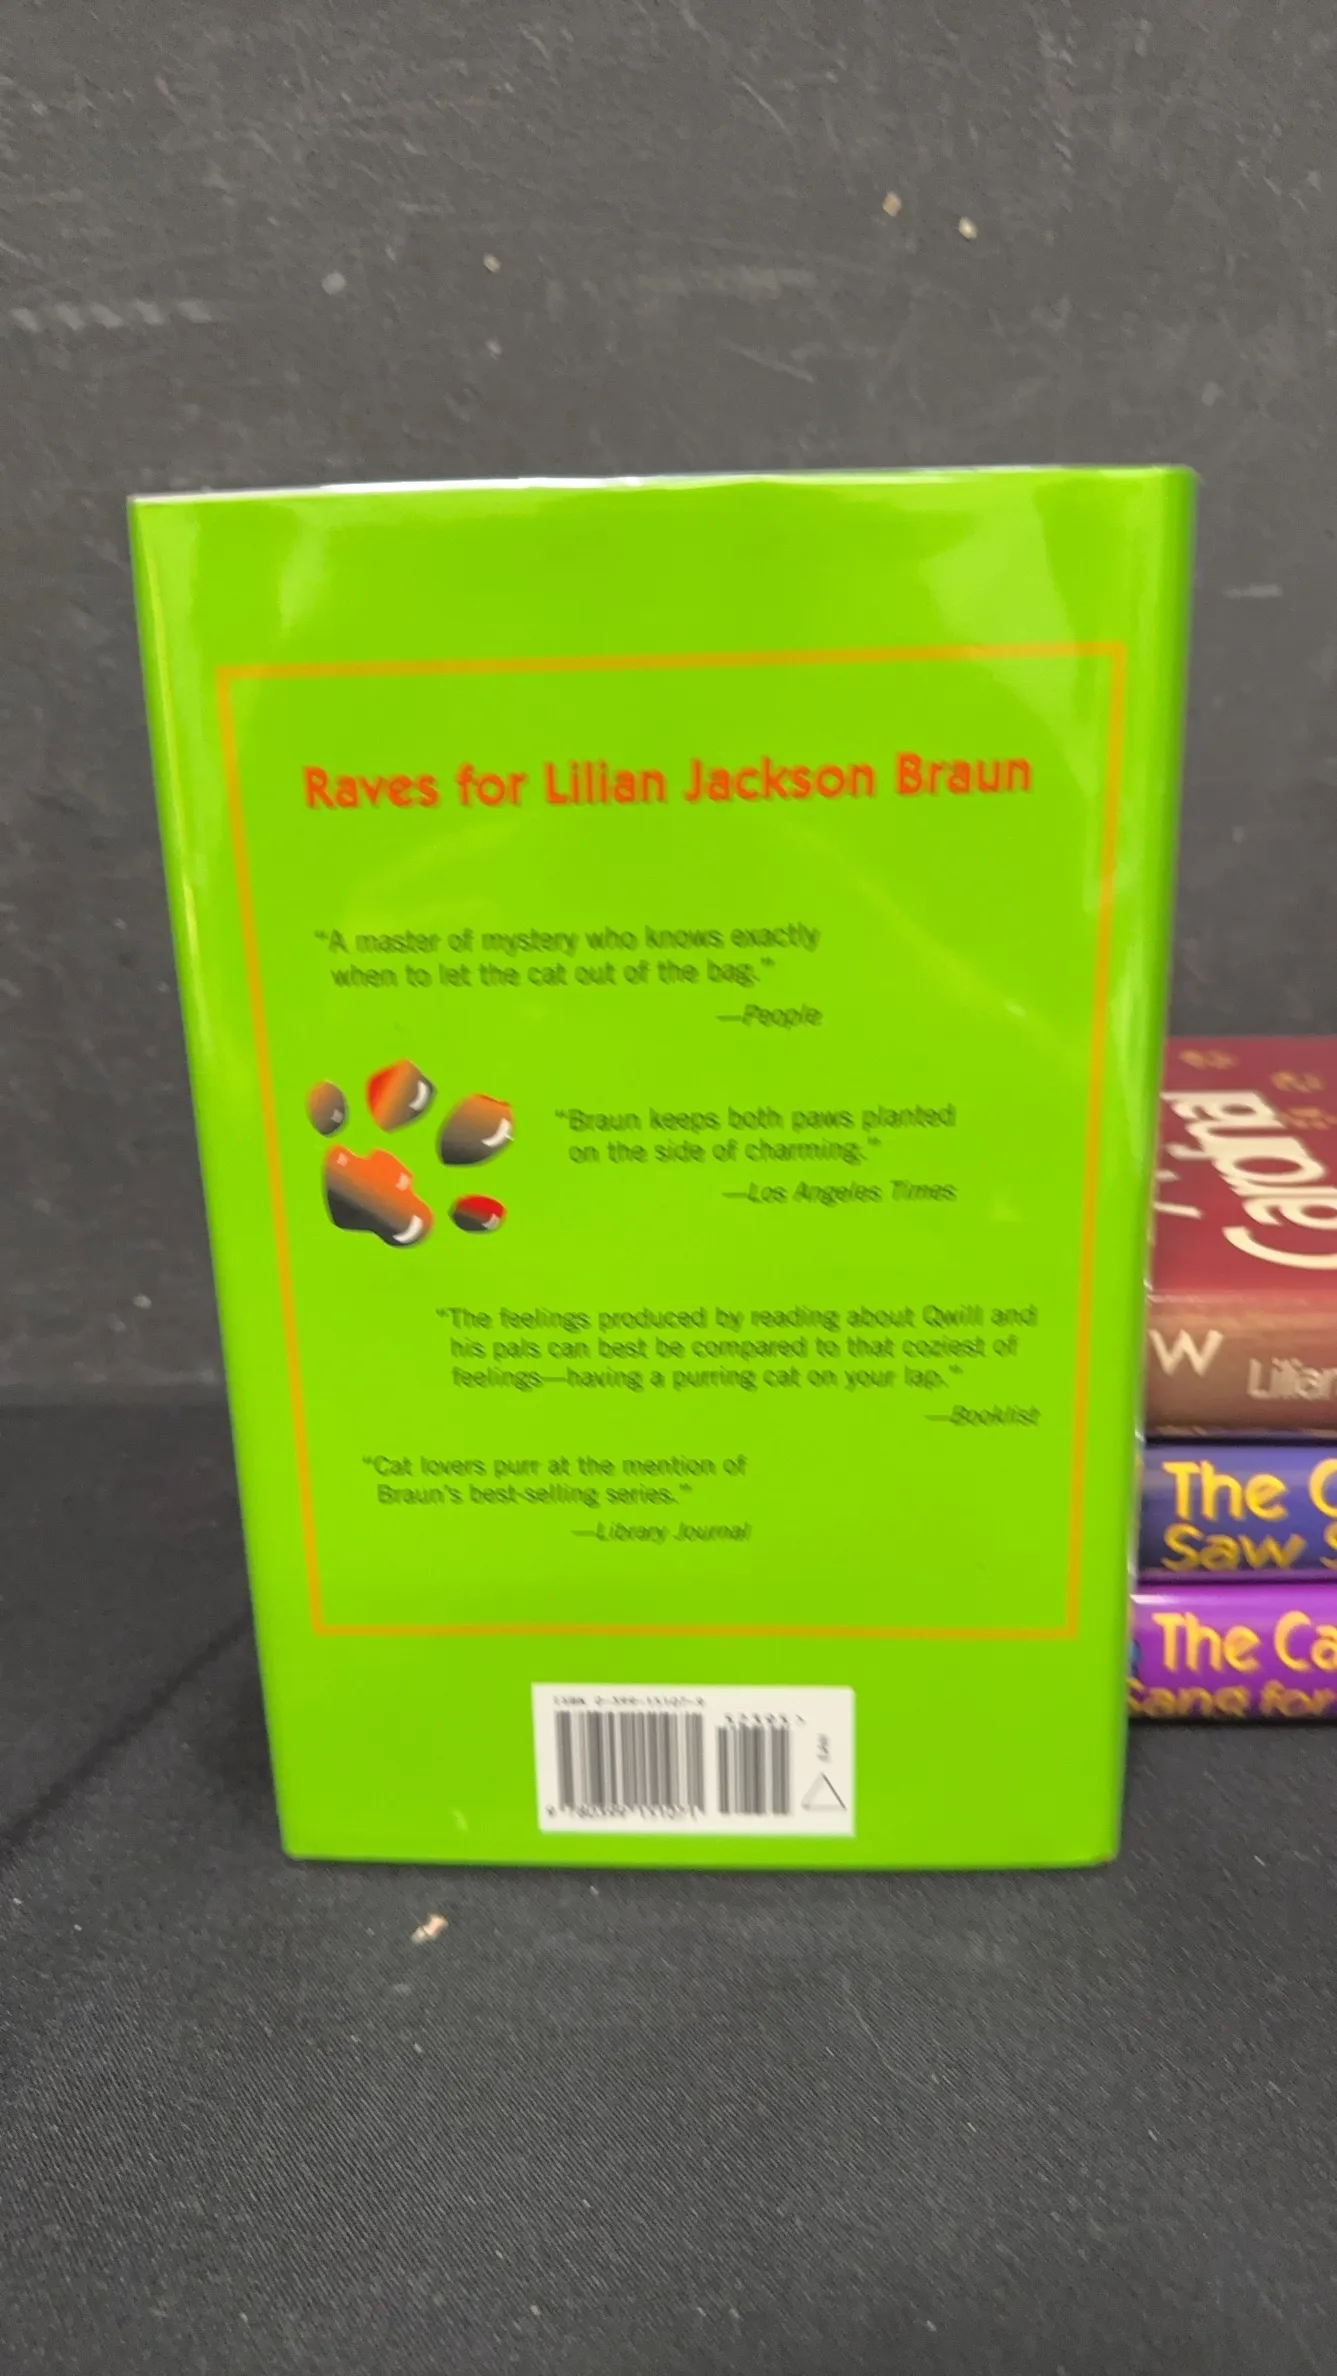 Raves for Lilian Jackson Braun
“A master of mystery who knows exactly
when to let the cat out of the bag.”
—People
“Braun keeps both paws planted
on the side of charming.”
—Los Angeles Times
“The feelings produced by reading about Qwill and
his pals can best be compared to that coziest of
feelings—having a purring cat on your lap.”
—Booklist
“Cat lovers purr at the mention of
Braun's best-selling series.”
—Library Journal
ISBN
W
The
Saw
The
Sang for